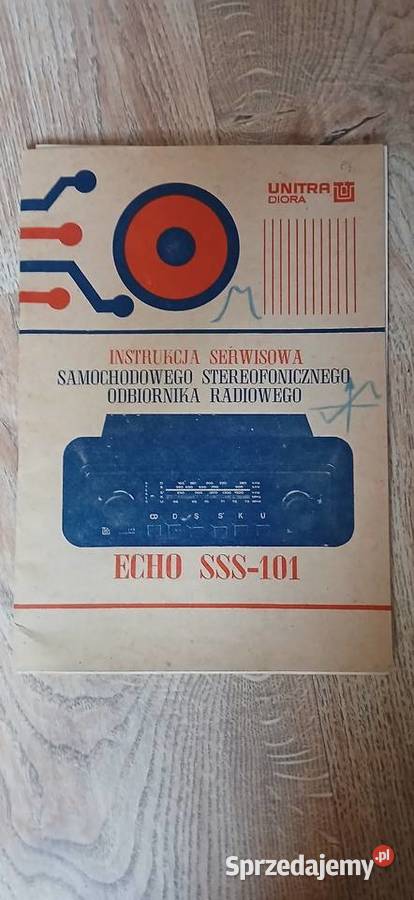 UNITRA
DIORA
INSTRUKCJA SERWISOWA
SAMOCHODOWEGO STEREOFONICZNEGO
ODBIORNIKA RADIOWEGO
D S S' K U
ECHO SSS-101
Sprzedajemy.pl